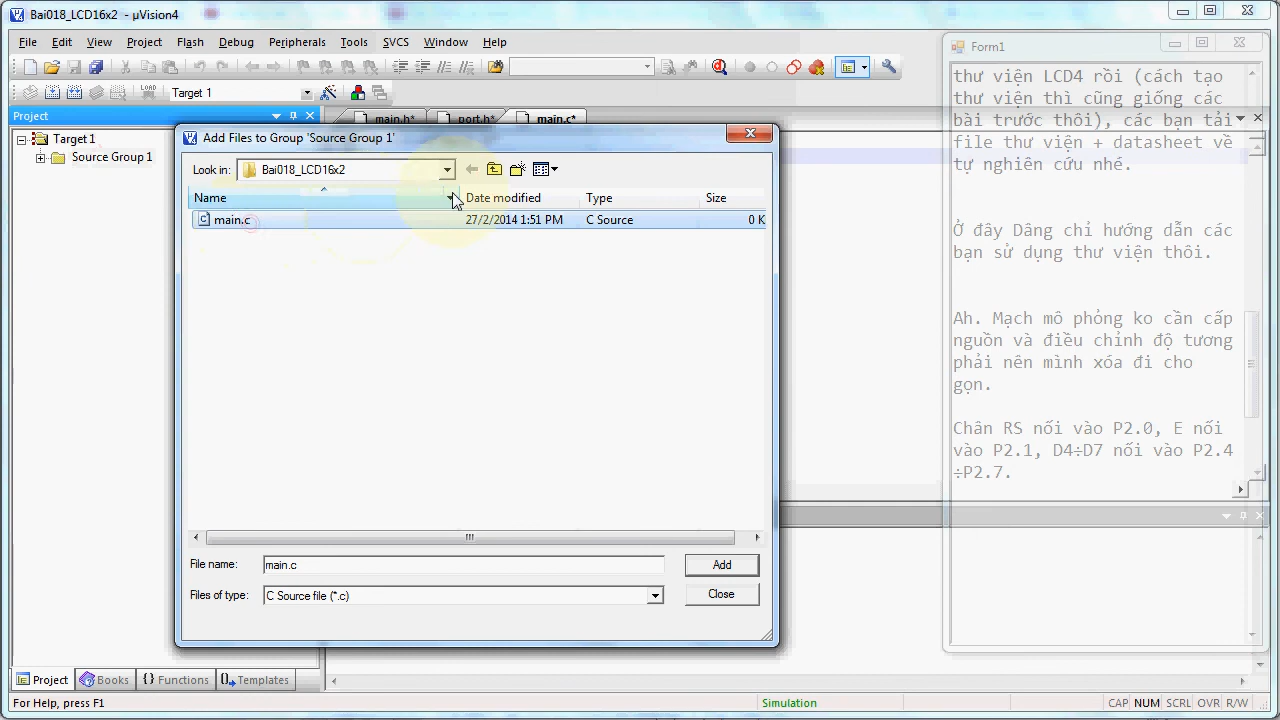 Bai018_LCD16x2 - µVision4
File Edit View Project Flash Debug Peripherals Tools SVCS Window Help
LOAD Target 1
Project
main.h* port.h* main.c*
Target 1
Source Group 1
Add Files to Group 'Source Group 1'
Look in: Bai018_LCD16x2
Name Date modified Type Size
main.c 27/2/2014 1:51 PM C Source 0 K
File name: main.c Add
Files of type: C Source file (*.c) Close
Form1
thư viện LCD4 rồi (cách tạo
thư viện thì cũng giống các
bài trước thôi), các bạn tải
file thư viện + datasheet về
tự nghiên cứu nhé.
Ở đây Dâng chỉ hướng dẫn các
bạn sử dụng thư viện thôi.
Ah. Mạch mô phỏng ko cần cấp
nguồn và điều chỉnh độ tương
phải nên mình xóa đi cho
gọn.
Chân RS nối vào P2.0, E nối
vào P2.1, D4÷D7 nối vào P2.4
÷P2.7.
Project Books {} Functions Templates
For Help, press F1 Simulation CAP NUM SCRL OVR R/W